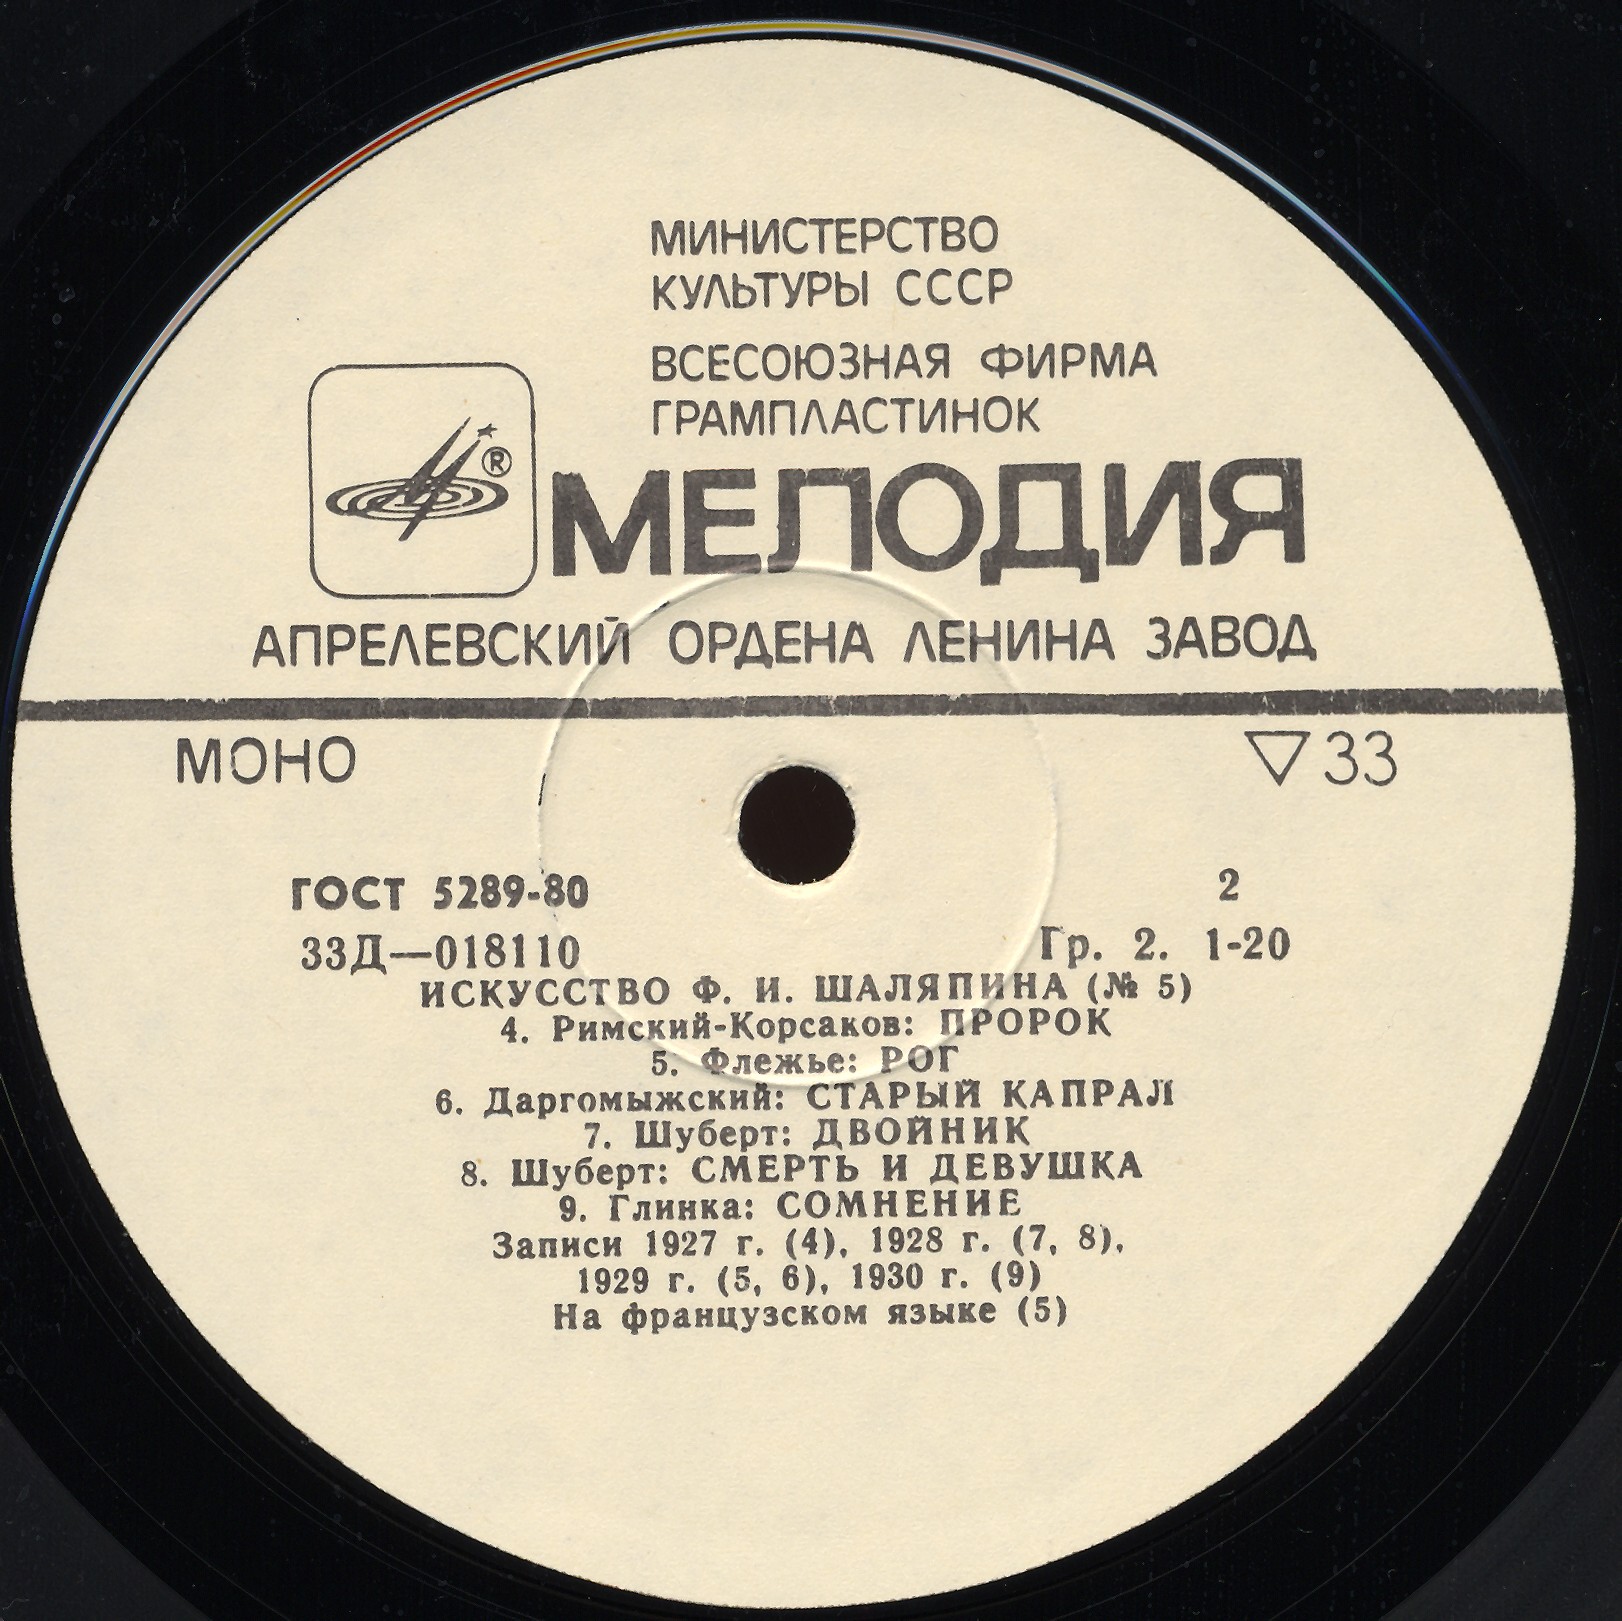 МИНИСТЕРСТВО
КУЛЬТУРЫ СССР
ВСЕСОЮЗНАЯ ФИРМА
ГРАМПЛАСТИНОК
®
МЕЛОДИЯ
АПРЕЛЕВСКИЙ ОРДЕНА ЛЕНИНА ЗАВОД
МОНО ▽33
ГОСТ 5289-80 2
33Д—018110 Гр. 2. 1-20
ИСКУССТВО Ф. И. ШАЛЯПИНА (№ 5)
4. Римский-Корсаков: ПРОРОК
5. Флежье: РОГ
6. Даргомыжский: СТАРЫЙ КАПРАЛ
7. Шуберт: ДВОЙНИК
8. Шуберт: СМЕРТЬ И ДЕВУШКА
9. Глинка: СОМНЕНИЕ
Записи 1927 г. (4), 1928 г. (7, 8),
1929 г. (5, 6), 1930 г. (9)
На французском языке (5)